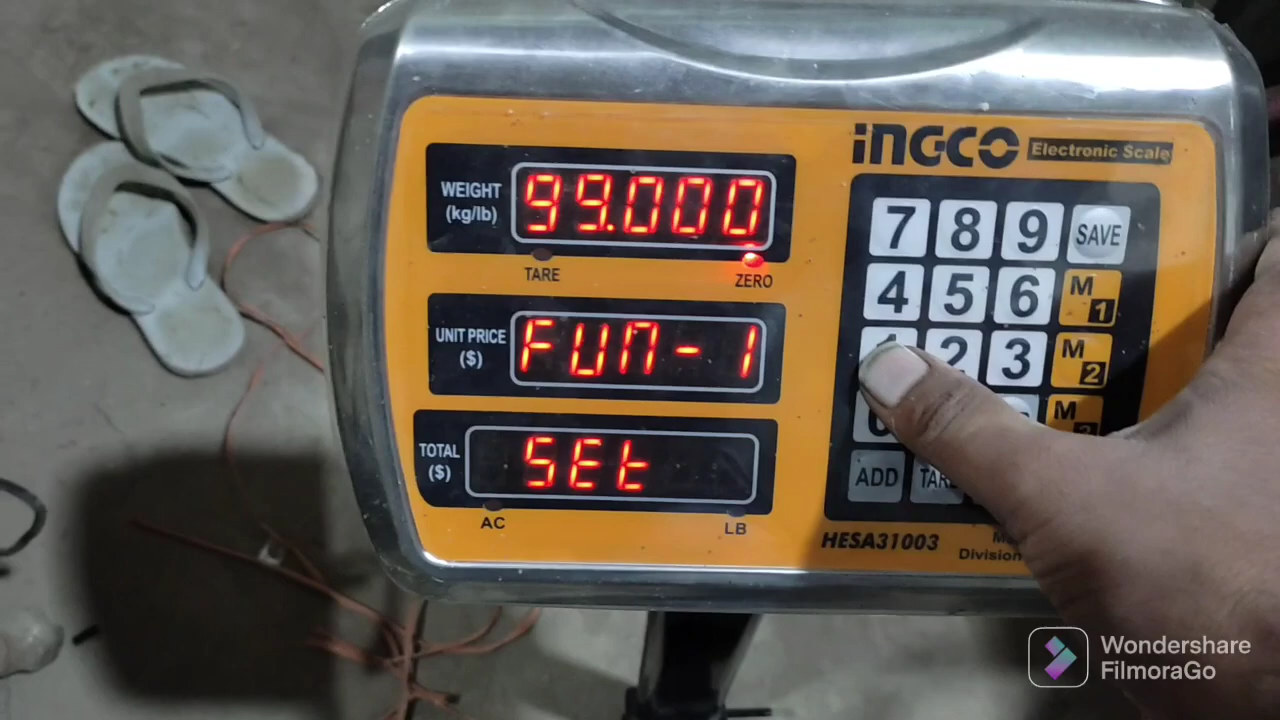 iNGCO Electronic Scale
WEIGHT
(kg/lb)
99.000
TARE
ZERO
UNIT PRICE
($)
FUN-1
TOTAL
($)
SEt
AC
LB
7 8 9 SAVE
4 5 6 M1
2 3 M2
ADD
HESA31003
Division
Wondershare
FilmoraGo